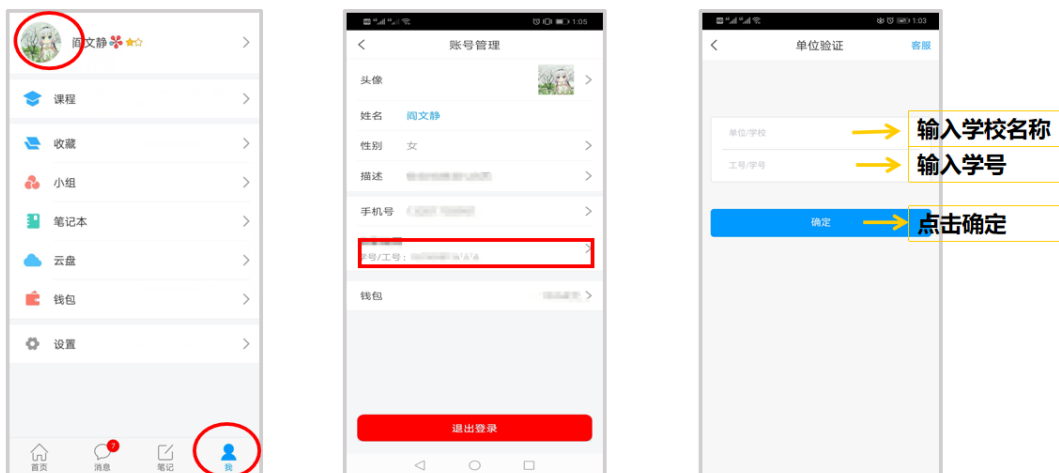 阎文静
课程
收藏
小组
笔记本
云盘
钱包
设置
首页
7
消息
笔记
我
1:05
账号管理
头像
姓名 阎文静
性别 女
描述
手机号
学号/工号:
钱包
退出登录
1:03
单位验证 客服
单位/学校
工号/学号
确定
输入学校名称
输入学号
点击确定